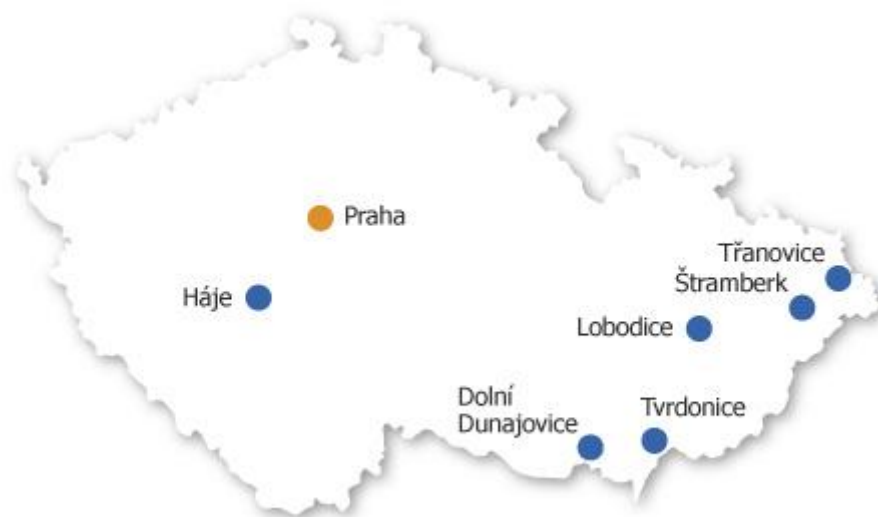 Praha
Třanovice
Štramberk
Háje
Lobodice
Dolní
Dunajovice
Tvrdonice